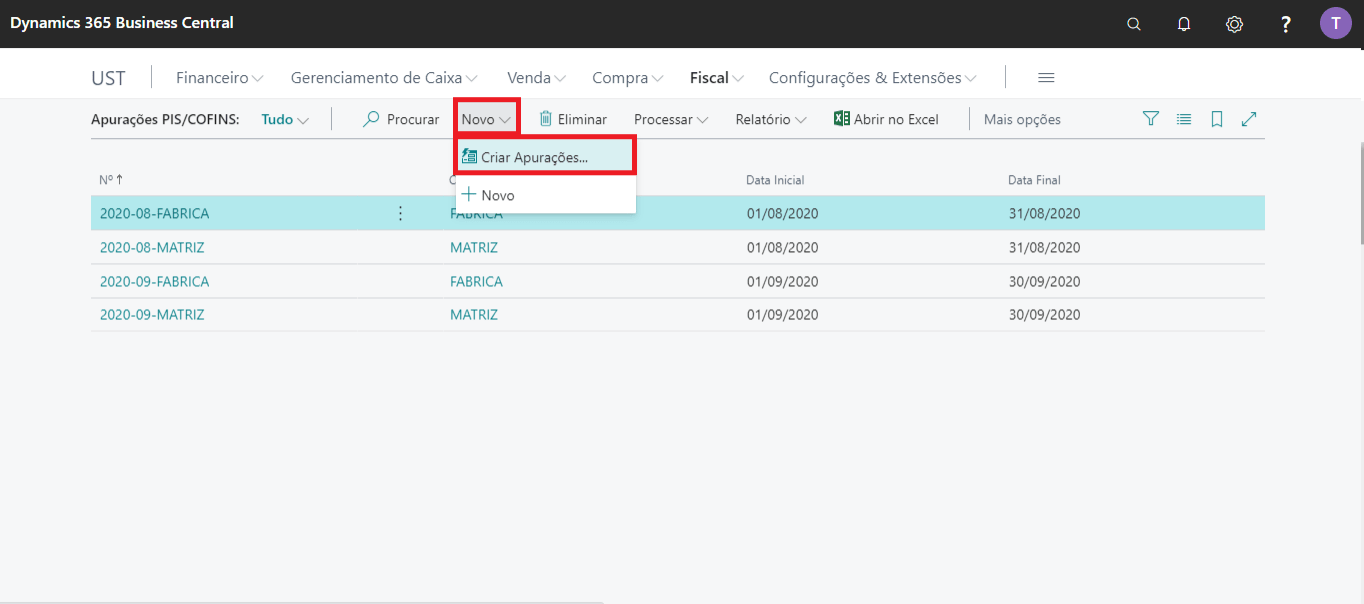 Dynamics 365 Business Central
? T
UST Financeiro Gerenciamento de Caixa Venda Compra Fiscal Configurações & Extensões
Apurações PIS/COFINS: Tudo Procurar Novo Eliminar Processar Relatório Abrir no Excel Mais opções
Criar Apurações...
Novo
Nº ↑ Data Inicial Data Final
2020-08-FABRICA FABRICA 01/08/2020 31/08/2020
2020-08-MATRIZ MATRIZ 01/08/2020 31/08/2020
2020-09-FABRICA FABRICA 01/09/2020 30/09/2020
2020-09-MATRIZ MATRIZ 01/09/2020 30/09/2020